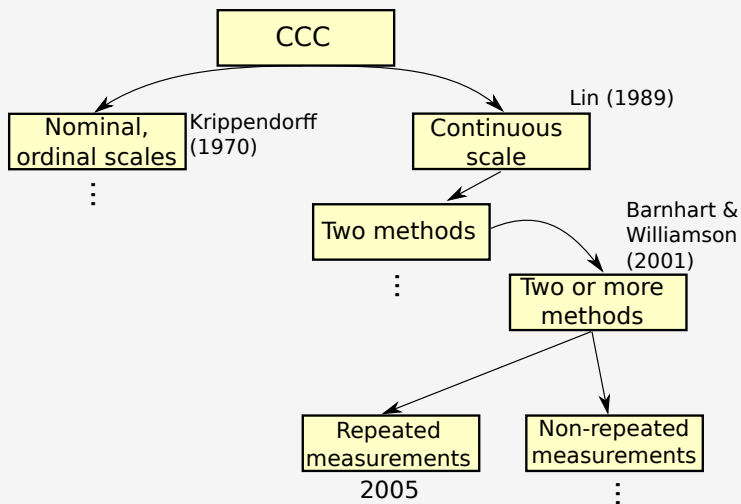 CCC
Nominal,
ordinal scales
Krippendorff
(1970)
Lin (1989)
Continuous
scale
Two methods
Barnhart &
Williamson
(2001)
Two or more
methods
Repeated
measurements
2005
Non-repeated
measurements